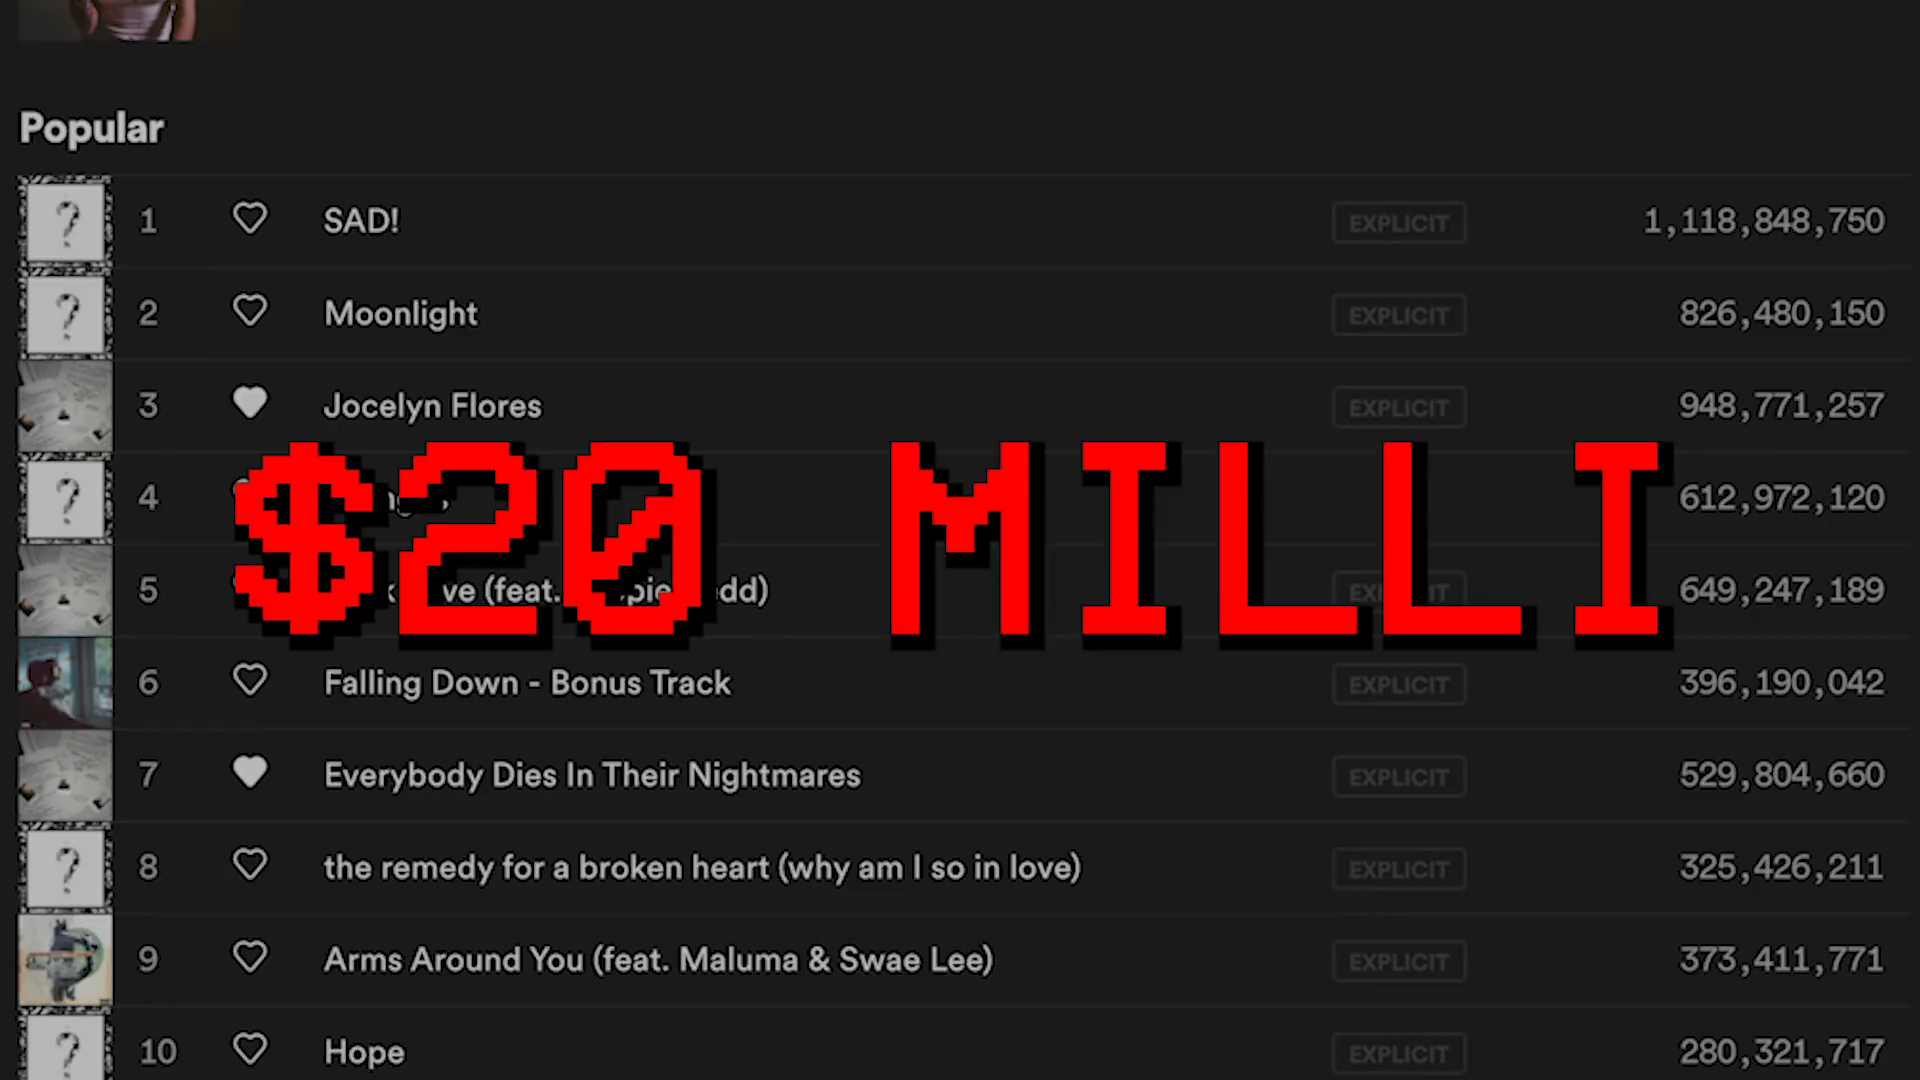 Popular
1 SAD! EXPLICIT 1,118,848,750
2 Moonlight EXPLICIT 826,480,150
3 Jocelyn Flores EXPLICIT 948,771,257
$20 MILLI
4 612,972,120
5 (feat. 649,247,189
6 Falling Down - Bonus Track EXPLICIT 396,190,042
7 Everybody Dies In Their Nightmares EXPLICIT 529,804,660
8 the remedy for a broken heart (why am I so in love) EXPLICIT 325,426,211
9 Arms Around You (feat. Maluma & Swae Lee) EXPLICIT 373,411,771
10 Hope EXPLICIT 280,321,717